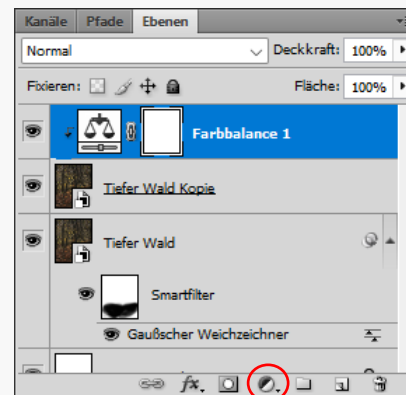 Kanäle Pfade Ebenen
Normal Deckkraft: 100%
Fixieren: Fläche: 100%
Farbbalance 1
Tiefer Wald Kopie
Tiefer Wald
Smartfilter
Gaußscher Weichzeichner
fx.